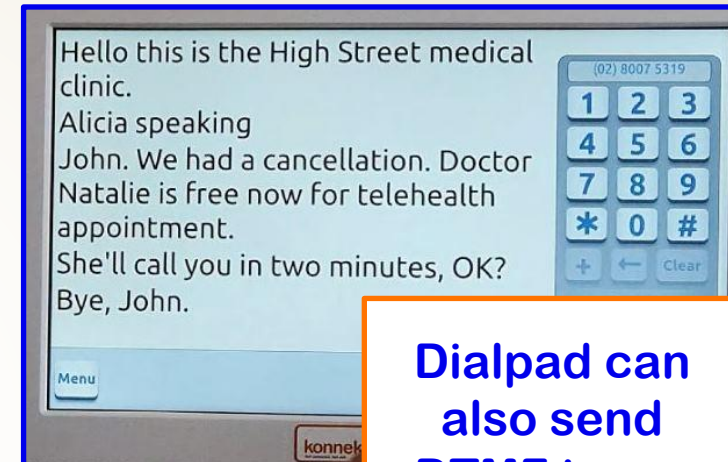 Hello this is the High Street medical
clinic.
Alicia speaking
John. We had a cancellation. Doctor
Natalie is free now for telehealth
appointment.
She'll call you in two minutes, OK?
Bye, John.
(02) 8007 5319
1 2 3
4 5 6
7 8 9
* 0 #
+ ← Clear
Menu
konnek
Dialpad can
also send